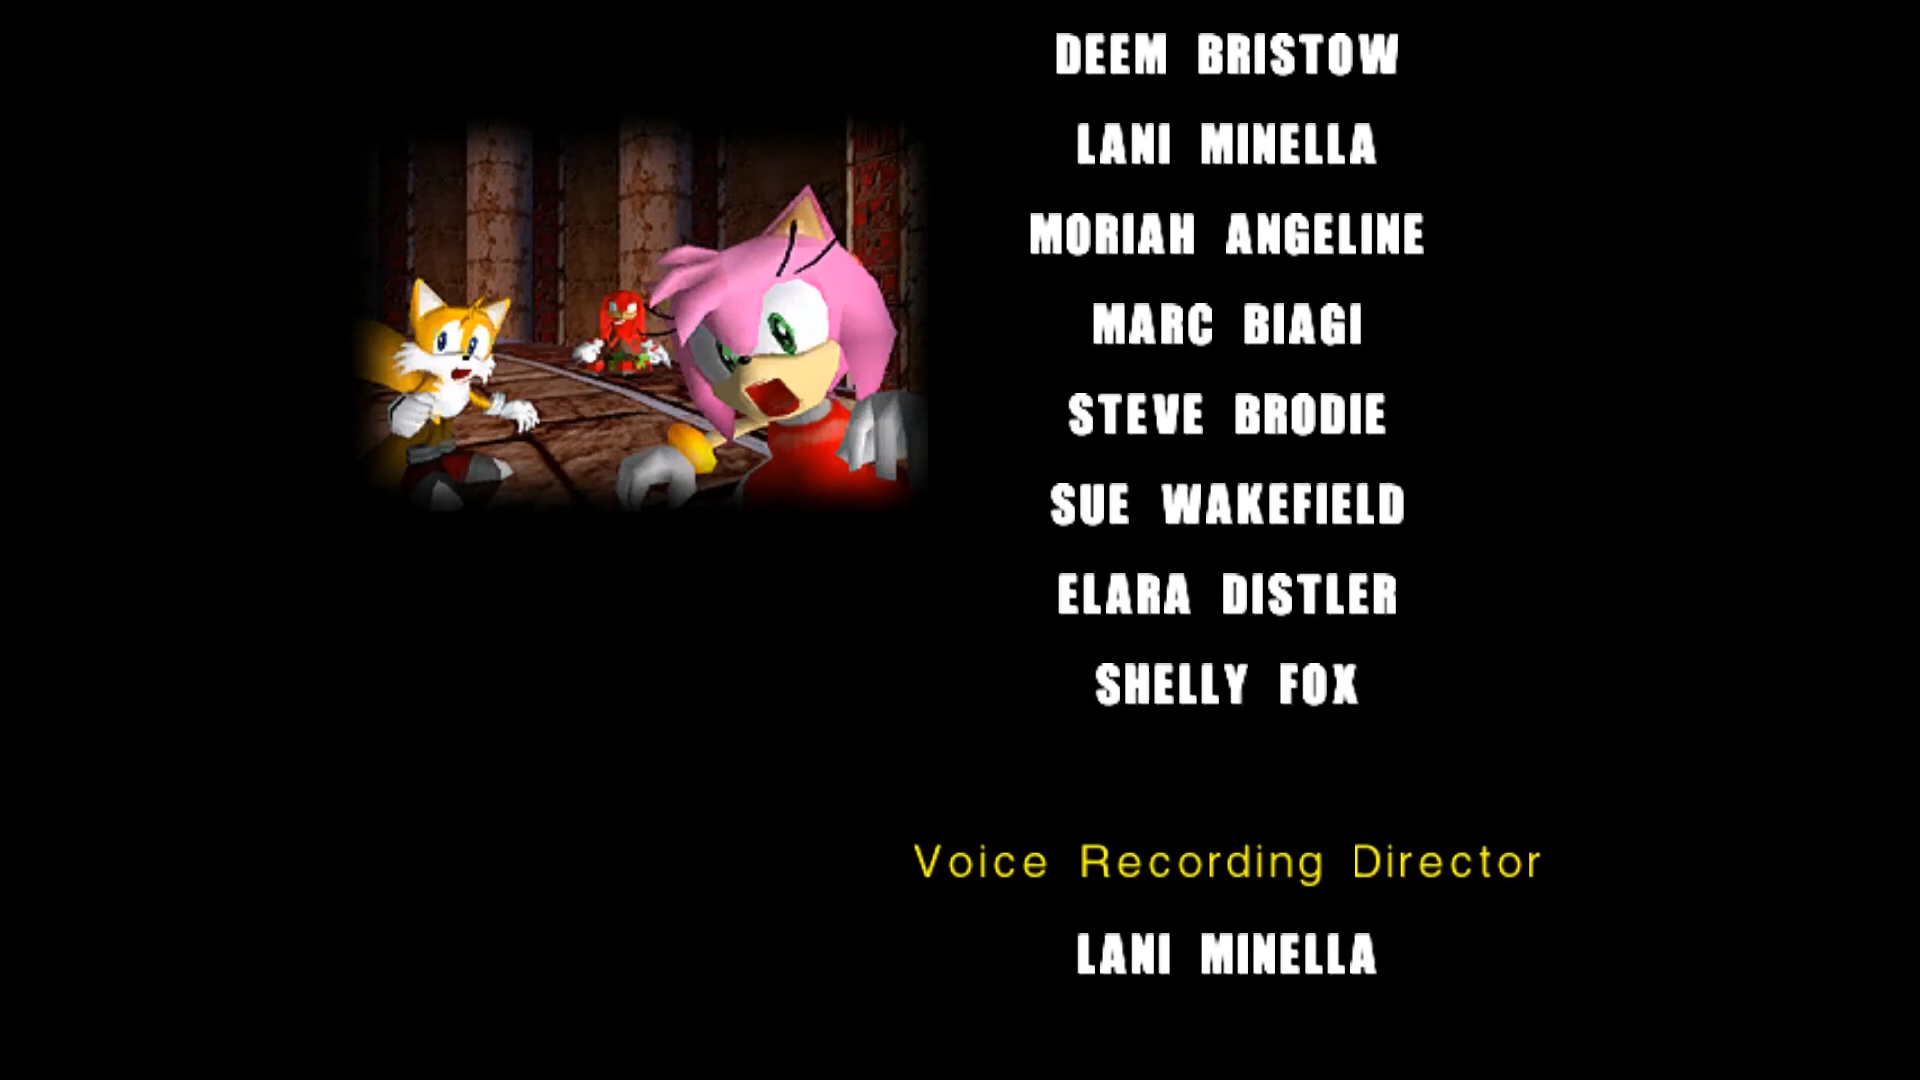 DEEM BRISTOW
LANI MINELLA
MORIAH ANGELINE
MARC BIAGI
STEVE BRODIE
SUE WAKEFIELD
ELARA DISTLER
SHELLY FOX
Voice Recording Director
LANI MINELLA